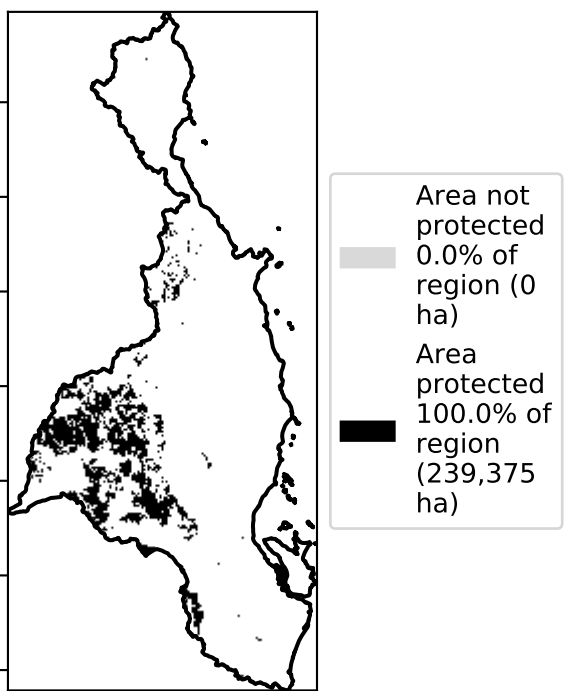 Area not
protected
0.0% of
region (0
ha)
Area
protected
100.0% of
region
(239,375
ha)